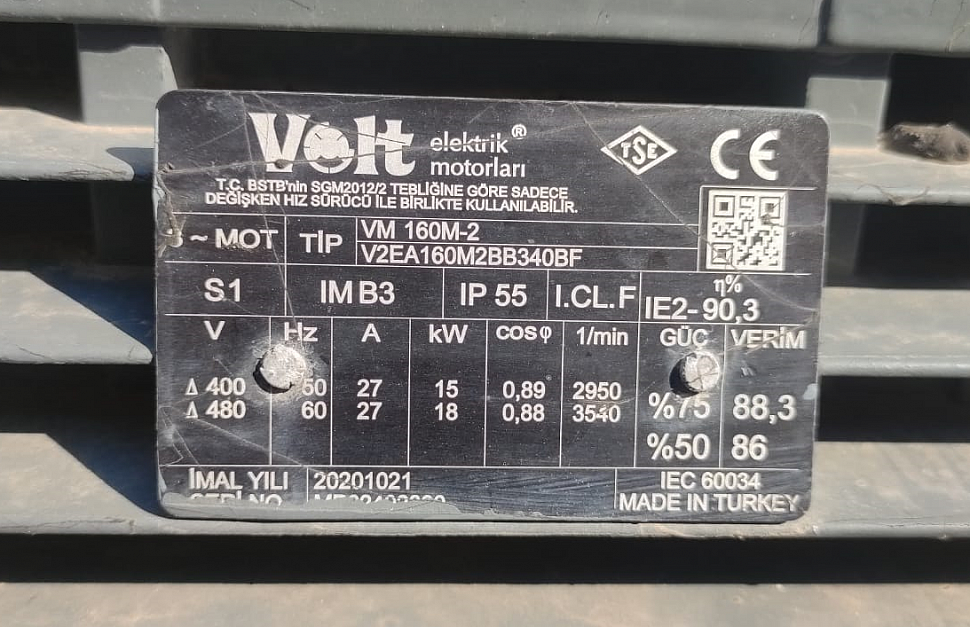 Volt elektrik® motorları
TSE
CE
T.C. BSTB'nin SGM2012/2 TEBLİĞİNE GÖRE SADECE
DEĞİŞKEN HIZ SÜRÜCÜ İLE BİRLİKTE KULLANILABİLİR.
3 ~ MOT TİP VM 160M-2
V2EA160M2BB340BF
S1 IM B3 IP 55 I.CL.F η% IE2-90,3
V Hz A kW cosφ 1/min GÜÇ VERİM
Δ 400 50 27 15 0,89 2950
Δ 480 60 27 18 0,88 3540
%75 88,3
%50 86
İMAL YILI 20201021 IEC 60034
SERİ NO MADE IN TURKEY